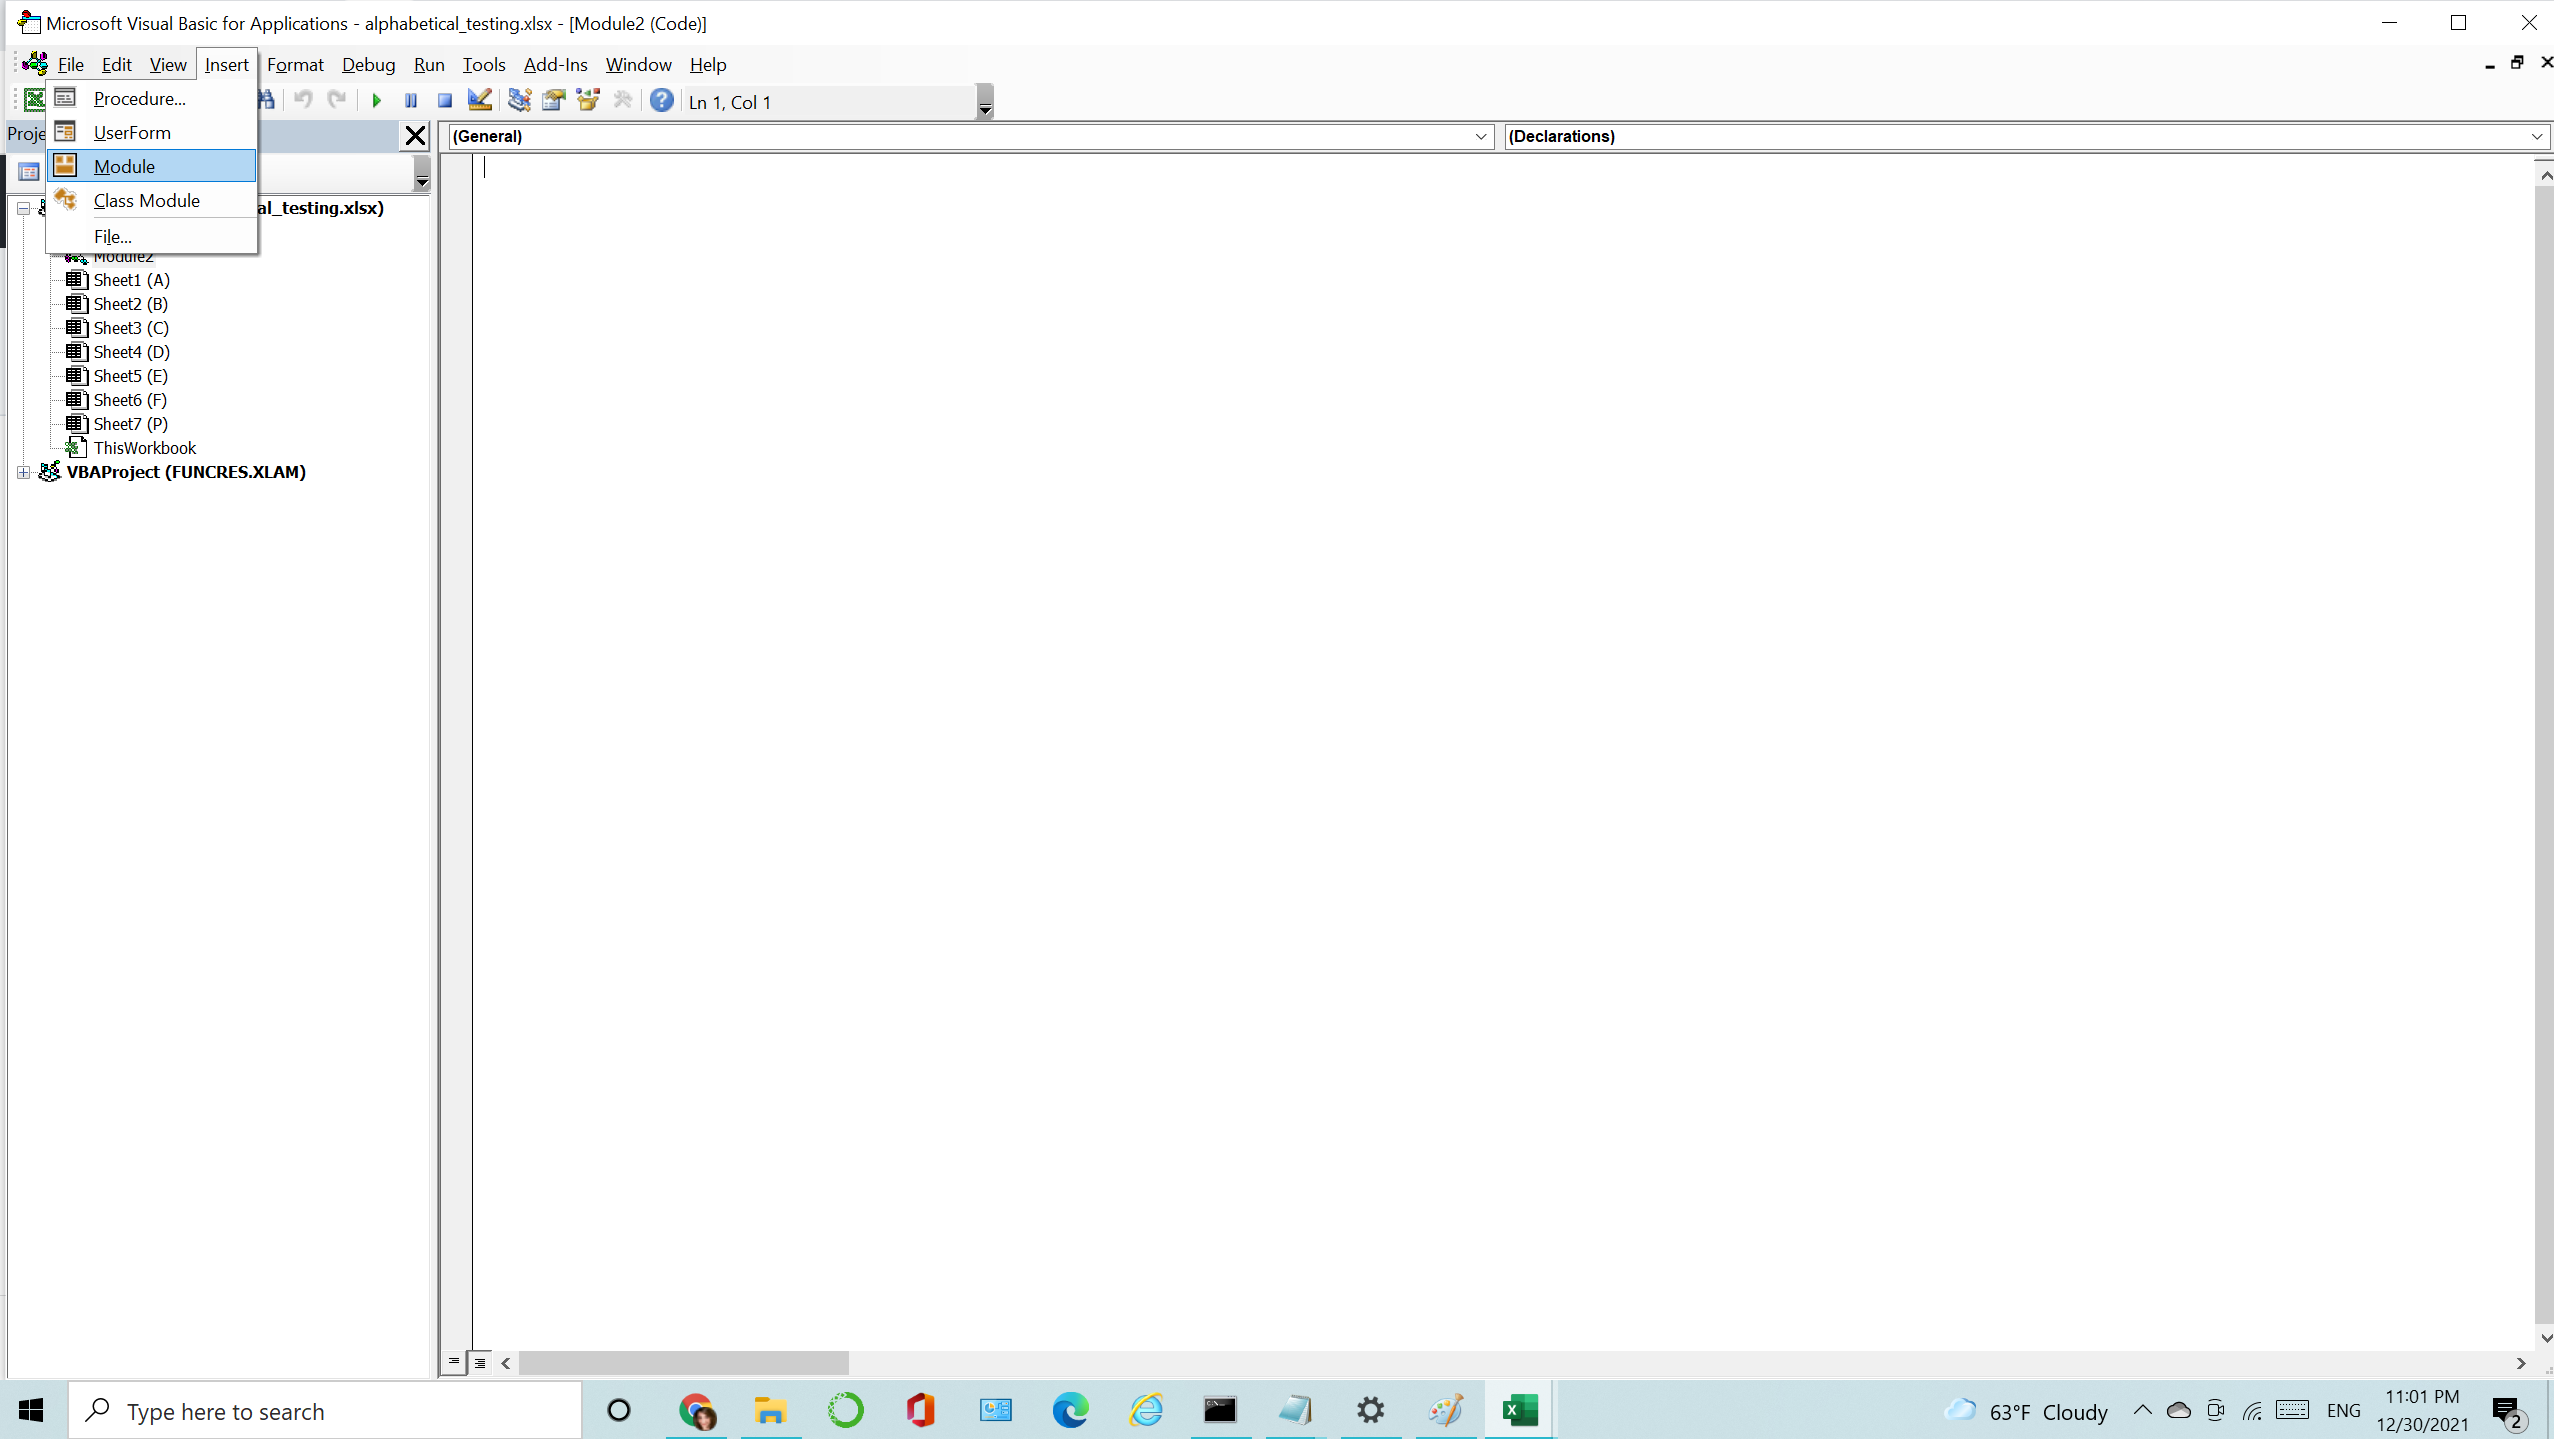 Microsoft Visual Basic for Applications - alphabetical_testing.xlsx - [Module2 (Code)]
File Edit View Insert Format Debug Run Tools Add-Ins Window Help
Procedure...
Ln 1, Col 1
UserForm
Proje
(General)
(Declarations)
Module
Class Module
al_testing.xlsx)
File...
Module2
Sheet1 (A)
Sheet2 (B)
Sheet3 (C)
Sheet4 (D)
Sheet5 (E)
Sheet6 (F)
Sheet7 (P)
ThisWorkbook
VBAProject (FUNCRES.XLAM)
Type here to search
63°F Cloudy
ENG
11:01 PM
12/30/2021
2